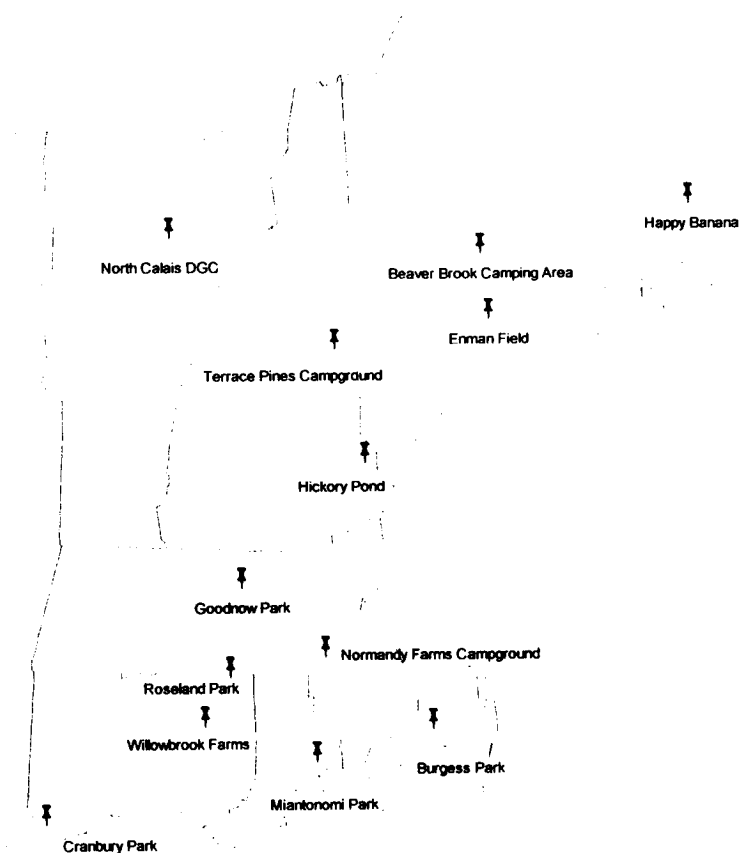 Happy Banana
North Calais DGC
Beaver Brook Camping Area
Enman Field
Terrace Pines Campground
Hickory Pond
Goodnow Park
Normandy Farms Campground
Roseland Park
Willowbrook Farms
Burgess Park
Miantonomi Park
Cranbury Park